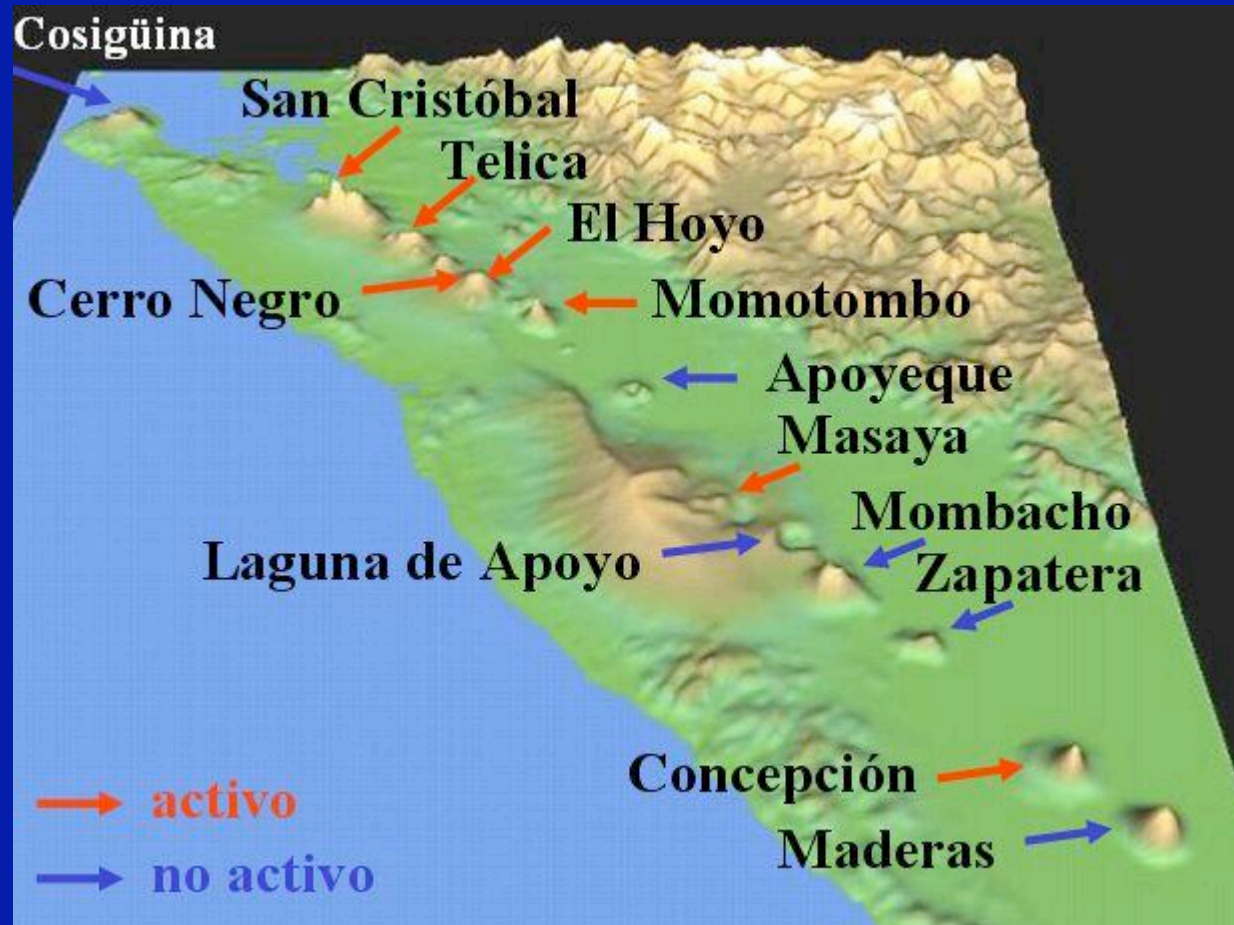 Cosigüina
San Cristóbal
Telica
El Hoyo
Cerro Negro
Momotombo
Apoyeque
Masaya
Mombacho
Laguna de Apoyo
Zapatera
Concepción
Maderas
activo
no activo